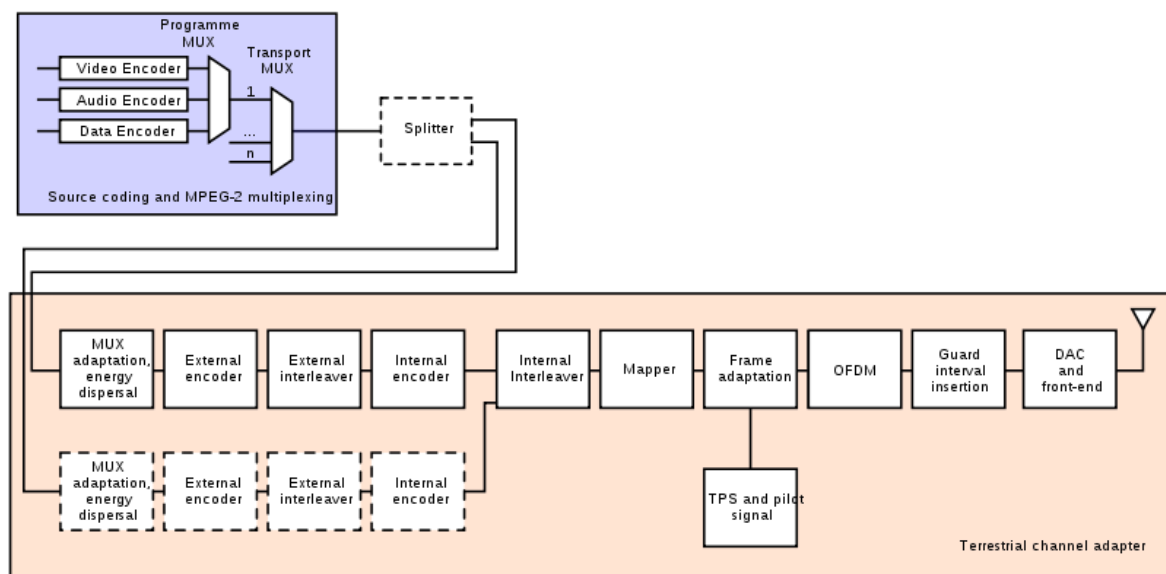 Programme
MUX
Transport
MUX
Video Encoder
Audio Encoder
Data Encoder
1
...
n
Splitter
Source coding and MPEG-2 multiplexing
MUX
adaptation,
energy
dispersal
External
encoder
External
interleaver
Internal
encoder
Internal
Interleaver
Mapper
Frame
adaptation
OFDM
Guard
interval
insertion
DAC
and
front-end
MUX
adaptation,
energy
dispersal
External
encoder
External
interleaver
Internal
encoder
TPS and pilot
signal
Terrestrial channel adapter